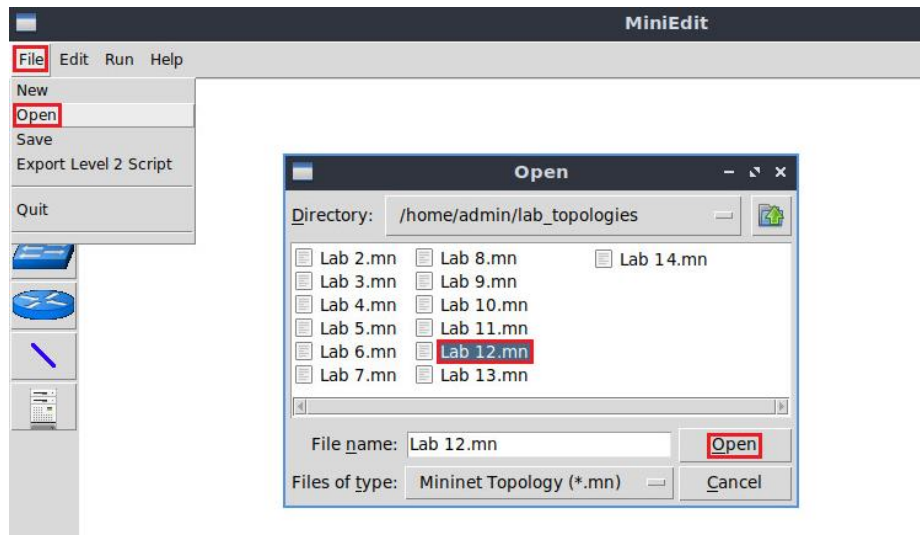 MiniEdit
File Edit Run Help
New
Open
Save
Export Level 2 Script
Quit
Open
Directory: /home/admin/lab_topologies
Lab 2.mn Lab 8.mn Lab 14.mn
Lab 3.mn Lab 9.mn
Lab 4.mn Lab 10.mn
Lab 5.mn Lab 11.mn
Lab 6.mn Lab 12.mn
Lab 7.mn Lab 13.mn
File name: Lab 12.mn Open
Files of type: Mininet Topology (*.mn) Cancel